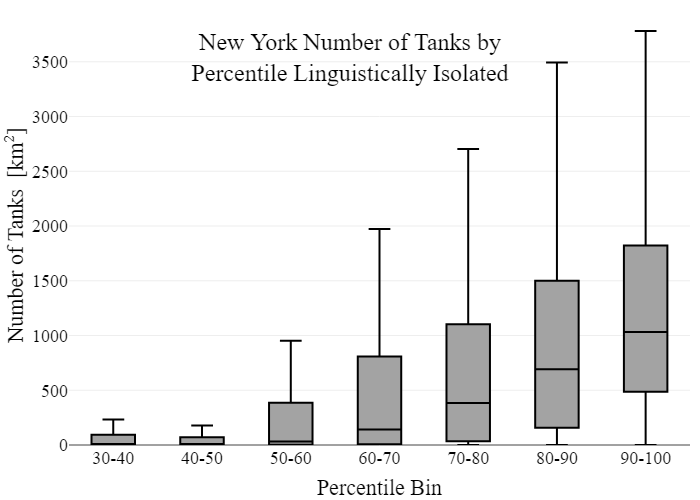 New York Number of Tanks by
Percentile Linguistically Isolated
Number of Tanks [km²]
3500
3000
2500
2000
1500
1000
500
0
30-40 40-50 50-60 60-70 70-80 80-90 90-100
Percentile Bin